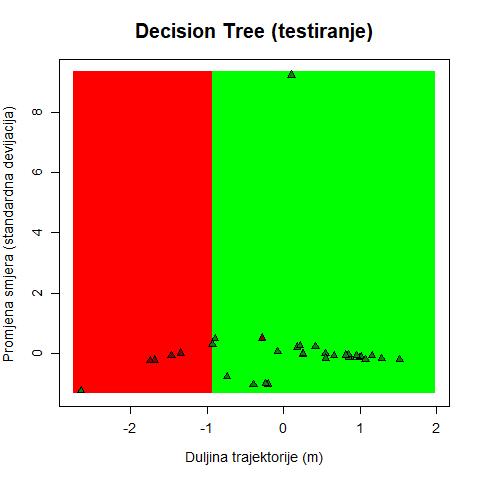 Decision Tree (testiranje)
Promjena smjera (standardna devijacija)
8
6
4
2
0
-2 -1 0 1 2
Duljina trajektorije (m)